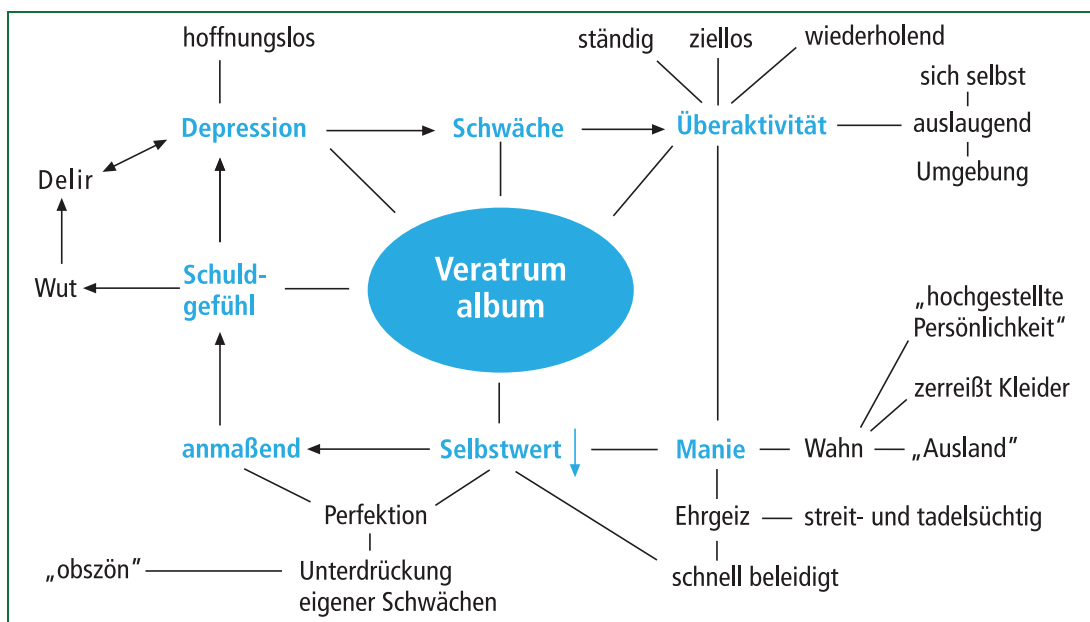 hoffnungslos
ständig
ziellos
wiederholend
sich selbst
Depression
Schwäche
Überaktivität
auslaugend
Umgebung
Delir
Wut
Schuld-
gefühl
Veratrum
album
„hochgestellte
Persönlichkeit“
zerreißt Kleider
anmaßend
Selbstwert
Manie
Wahn
„Ausland“
Perfektion
Ehrgeiz
streit- und tadelsüchtig
„obszön“
Unterdrückung
eigener Schwächen
schnell beleidigt